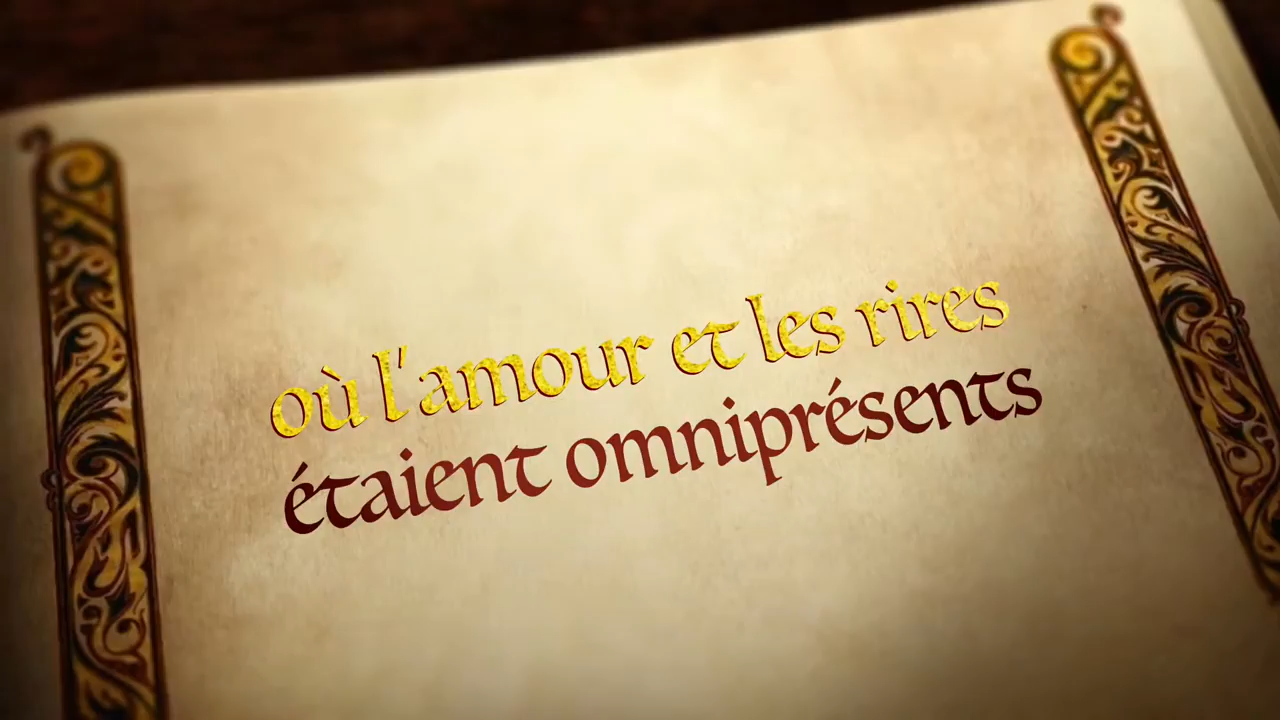 où l'amour et les rires
étaient omniprésents